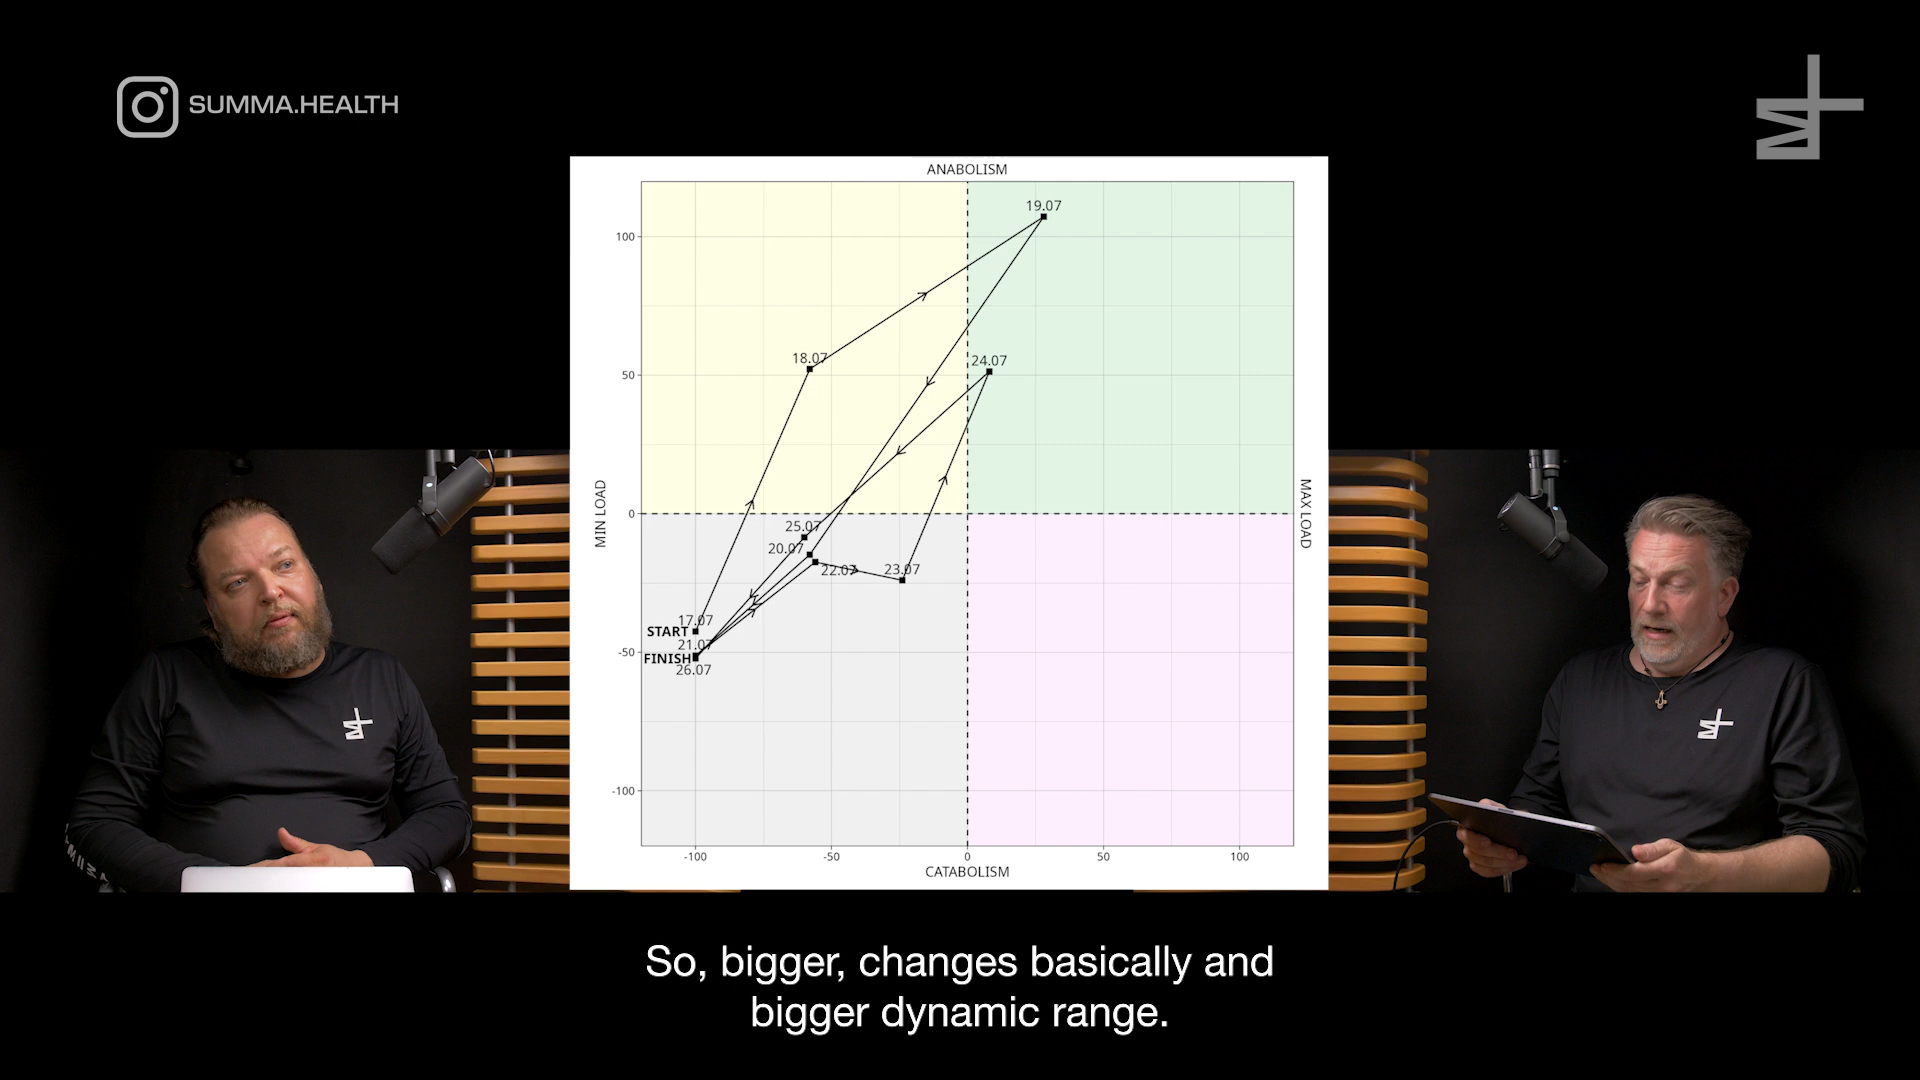 SUMMA.HEALTH
ANABOLISM
19.07
100
18.07
24.07
50
MIN LOAD
MAX LOAD
0
25.07
20.07
22.07
23.07
17.07
START
21.07
-50
FINISH
26.07
-100
-100
-50
0
50
100
CATABOLISM
So, bigger, changes basically and
bigger dynamic range.